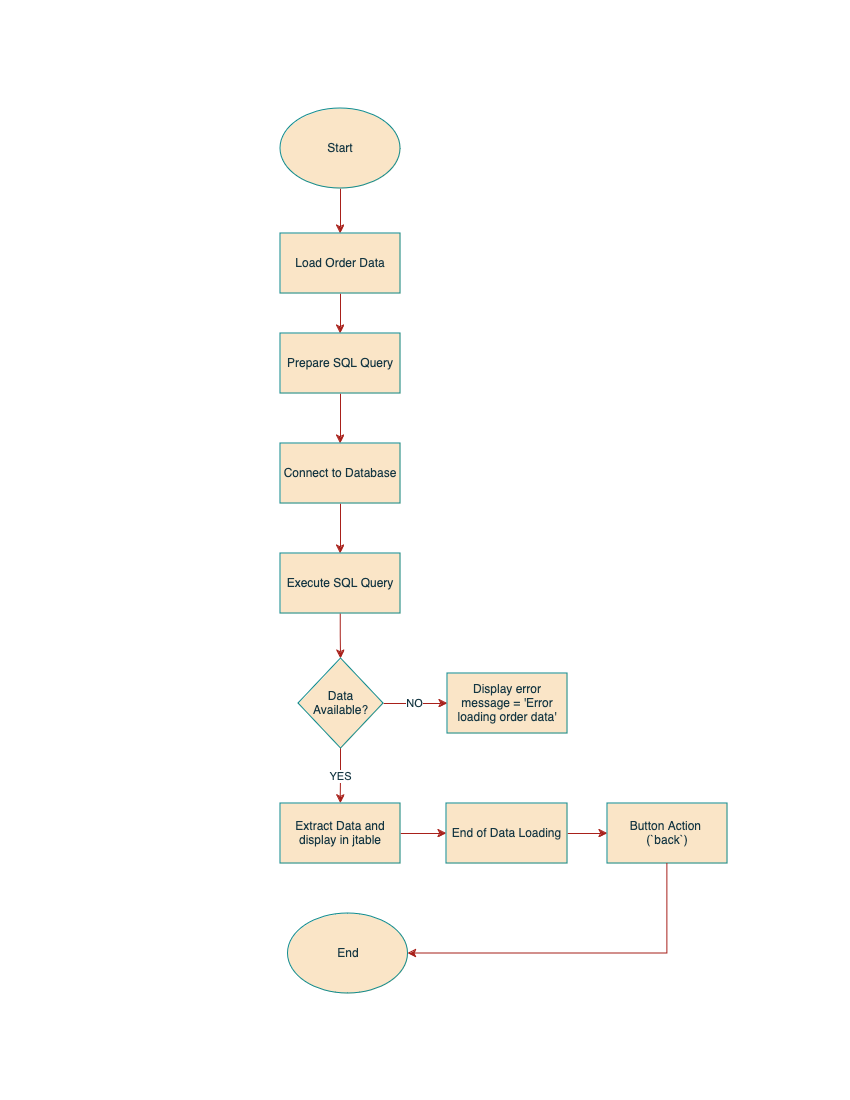 Start
Load Order Data
Prepare SQL Query
Connect to Database
Execute SQL Query
Data
Available?
NO
Display error
message = 'Error
loading order data'
YES
Extract Data and
display in jtable
End of Data Loading
Button Action
(`back`)
End